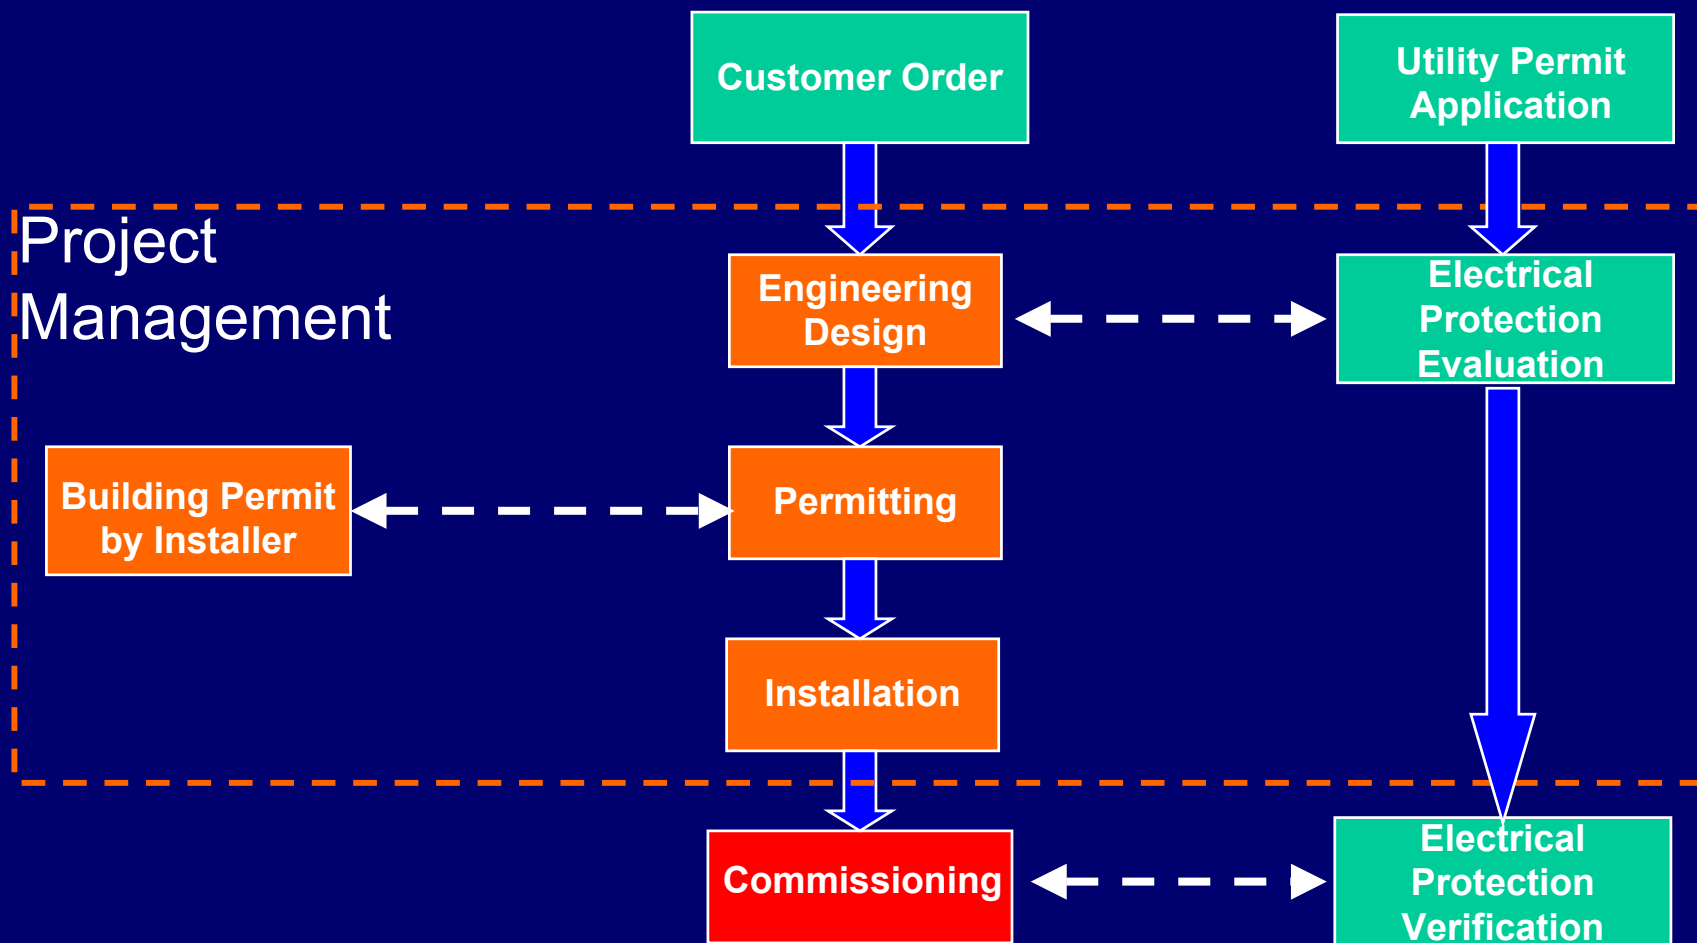 Customer Order
Utility Permit
Application
Project
Management
Engineering
Design
Electrical
Protection
Evaluation
Building Permit
by Installer
Permitting
Installation
Commissioning
Electrical
Protection
Verification